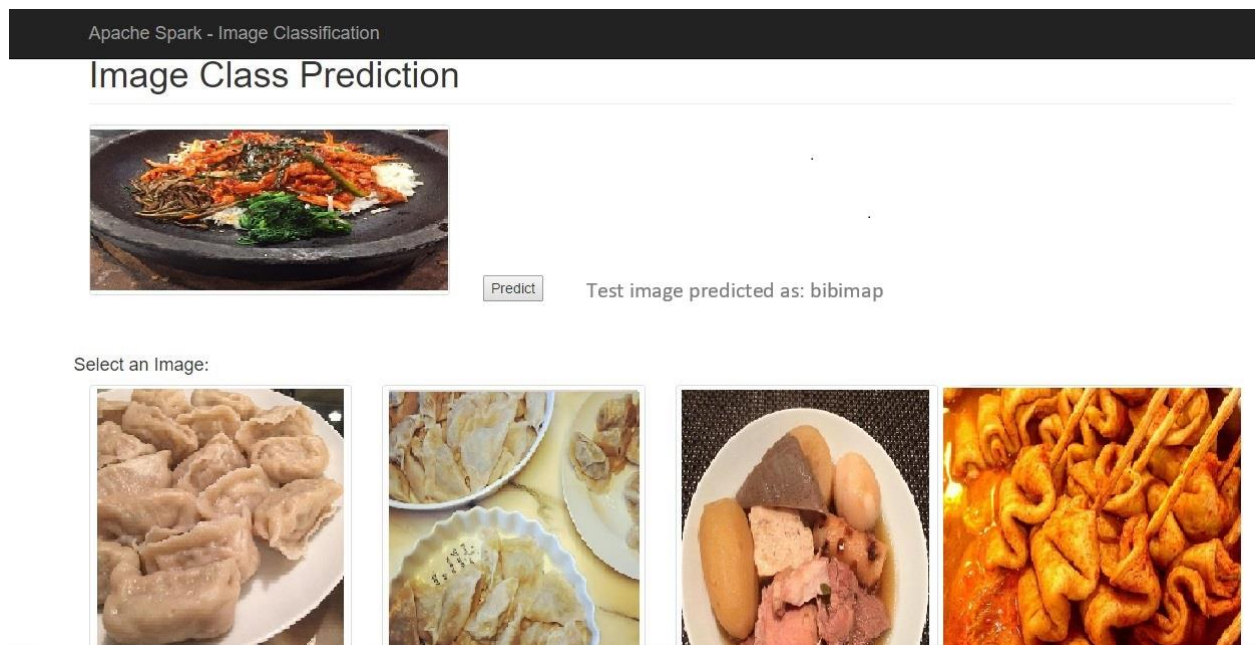 Apache Spark - Image Classification
Image Class Prediction
Predict
Test image predicted as: bibimap
Select an Image: